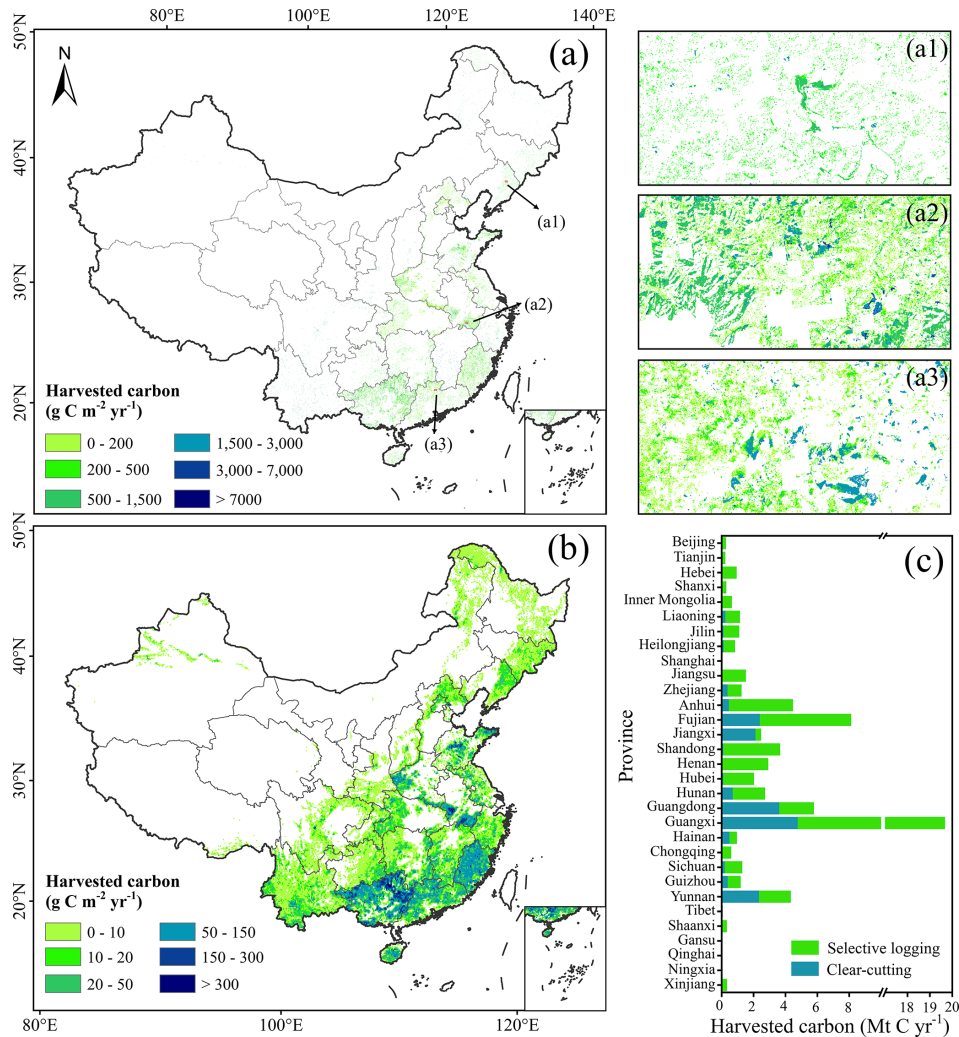 100°E 120°E 140°E
50°N
40°N
30°N
20°N
N
(a)
(a1)
(a2)
(a3)
Harvested carbon
(g C m⁻² yr⁻¹)
0 - 200
200 - 500
500 - 1,500
1,500 - 3,000
3,000 - 7,000
> 7000
(a1)
(a2)
(a3)
50°N
40°N
30°N
20°N
(b)
Harvested carbon
(g C m⁻² yr⁻¹)
0 - 10
10 - 20
20 - 50
50 - 150
150 - 300
> 300
80°E 100°E 120°E
(c)
Province
Beijing
Tianjin
Hebei
Shanxi
Inner Mongolia
Liaoning
Jilin
Heilongjiang
Shanghai
Jiangsu
Zhejiang
Anhui
Fujian
Jiangxi
Shandong
Henan
Hubei
Hunan
Guangdong
Guangxi
Hainan
Chongqing
Sichuan
Guizhou
Yunnan
Tibet
Shaanxi
Gansu
Qinghai
Ningxia
Xinjiang
Selective logging
Clear-cutting
0 2 4 6 8 18 19 20
Harvested carbon (Mt C yr⁻¹)